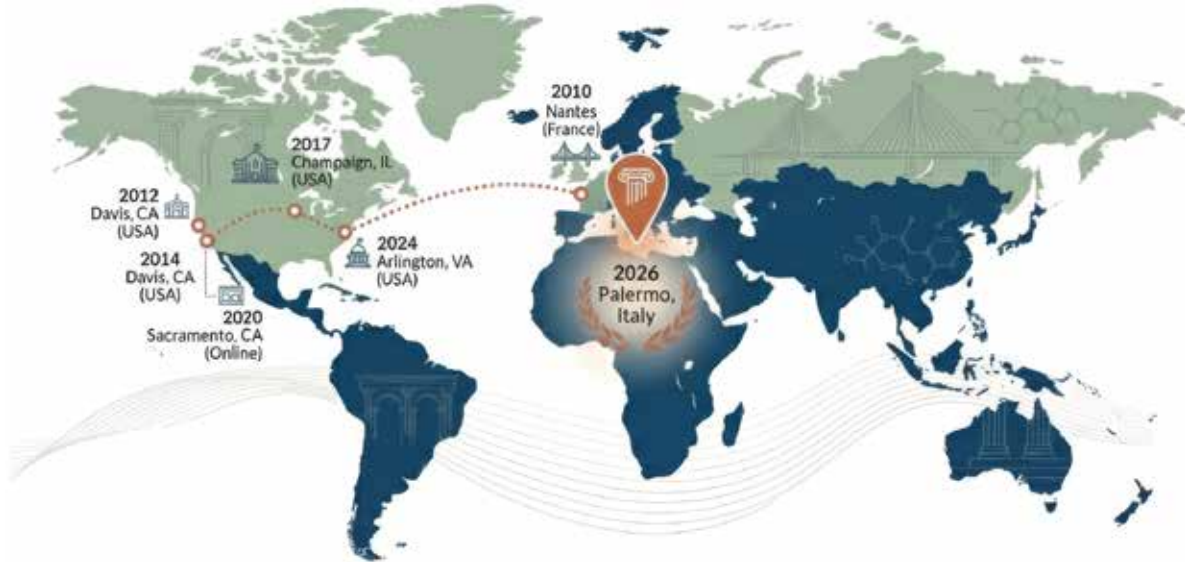 2010
Nantes
(France)
2017
Champaign, IL
(USA)
2012
Davis, CA
(USA)
2014
Davis, CA
(USA)
2020
Sacramento, CA
(Online)
2024
Arlington, VA
(USA)
2026
Palermo,
Italy